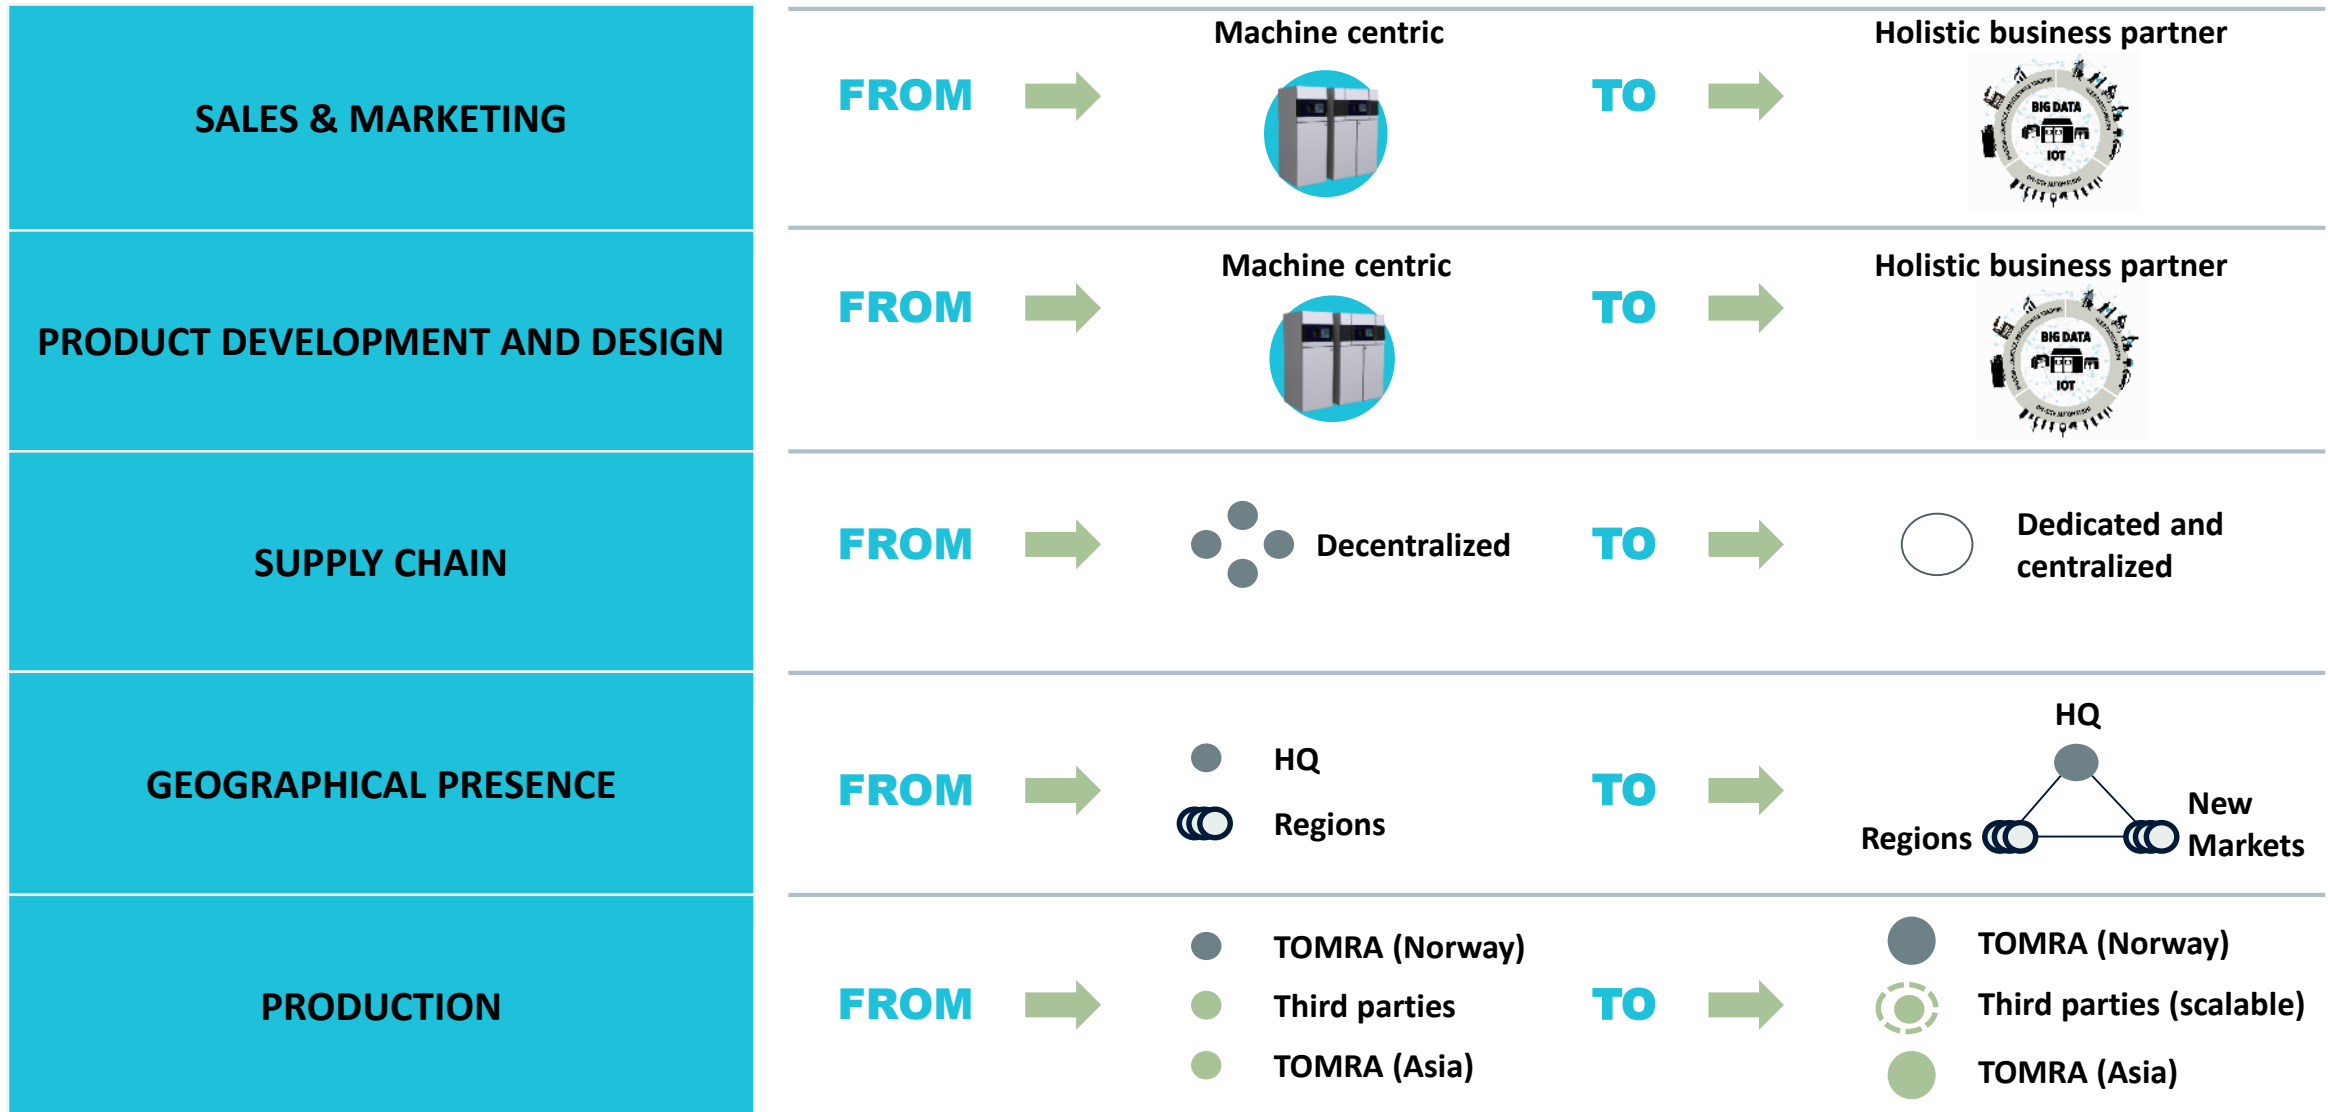 SALES & MARKETING
FROM
Machine centric
TO
Holistic business partner
BIG DATA
IOT
PRODUCT DEVELOPMENT AND DESIGN
FROM
Machine centric
TO
Holistic business partner
BIG DATA
IOT
SUPPLY CHAIN
FROM
Decentralized
TO
Dedicated and
centralized
GEOGRAPHICAL PRESENCE
FROM
HQ
Regions
TO
HQ
Regions
New
Markets
PRODUCTION
FROM
TOMRA (Norway)
Third parties
TOMRA (Asia)
TO
TOMRA (Norway)
Third parties (scalable)
TOMRA (Asia)